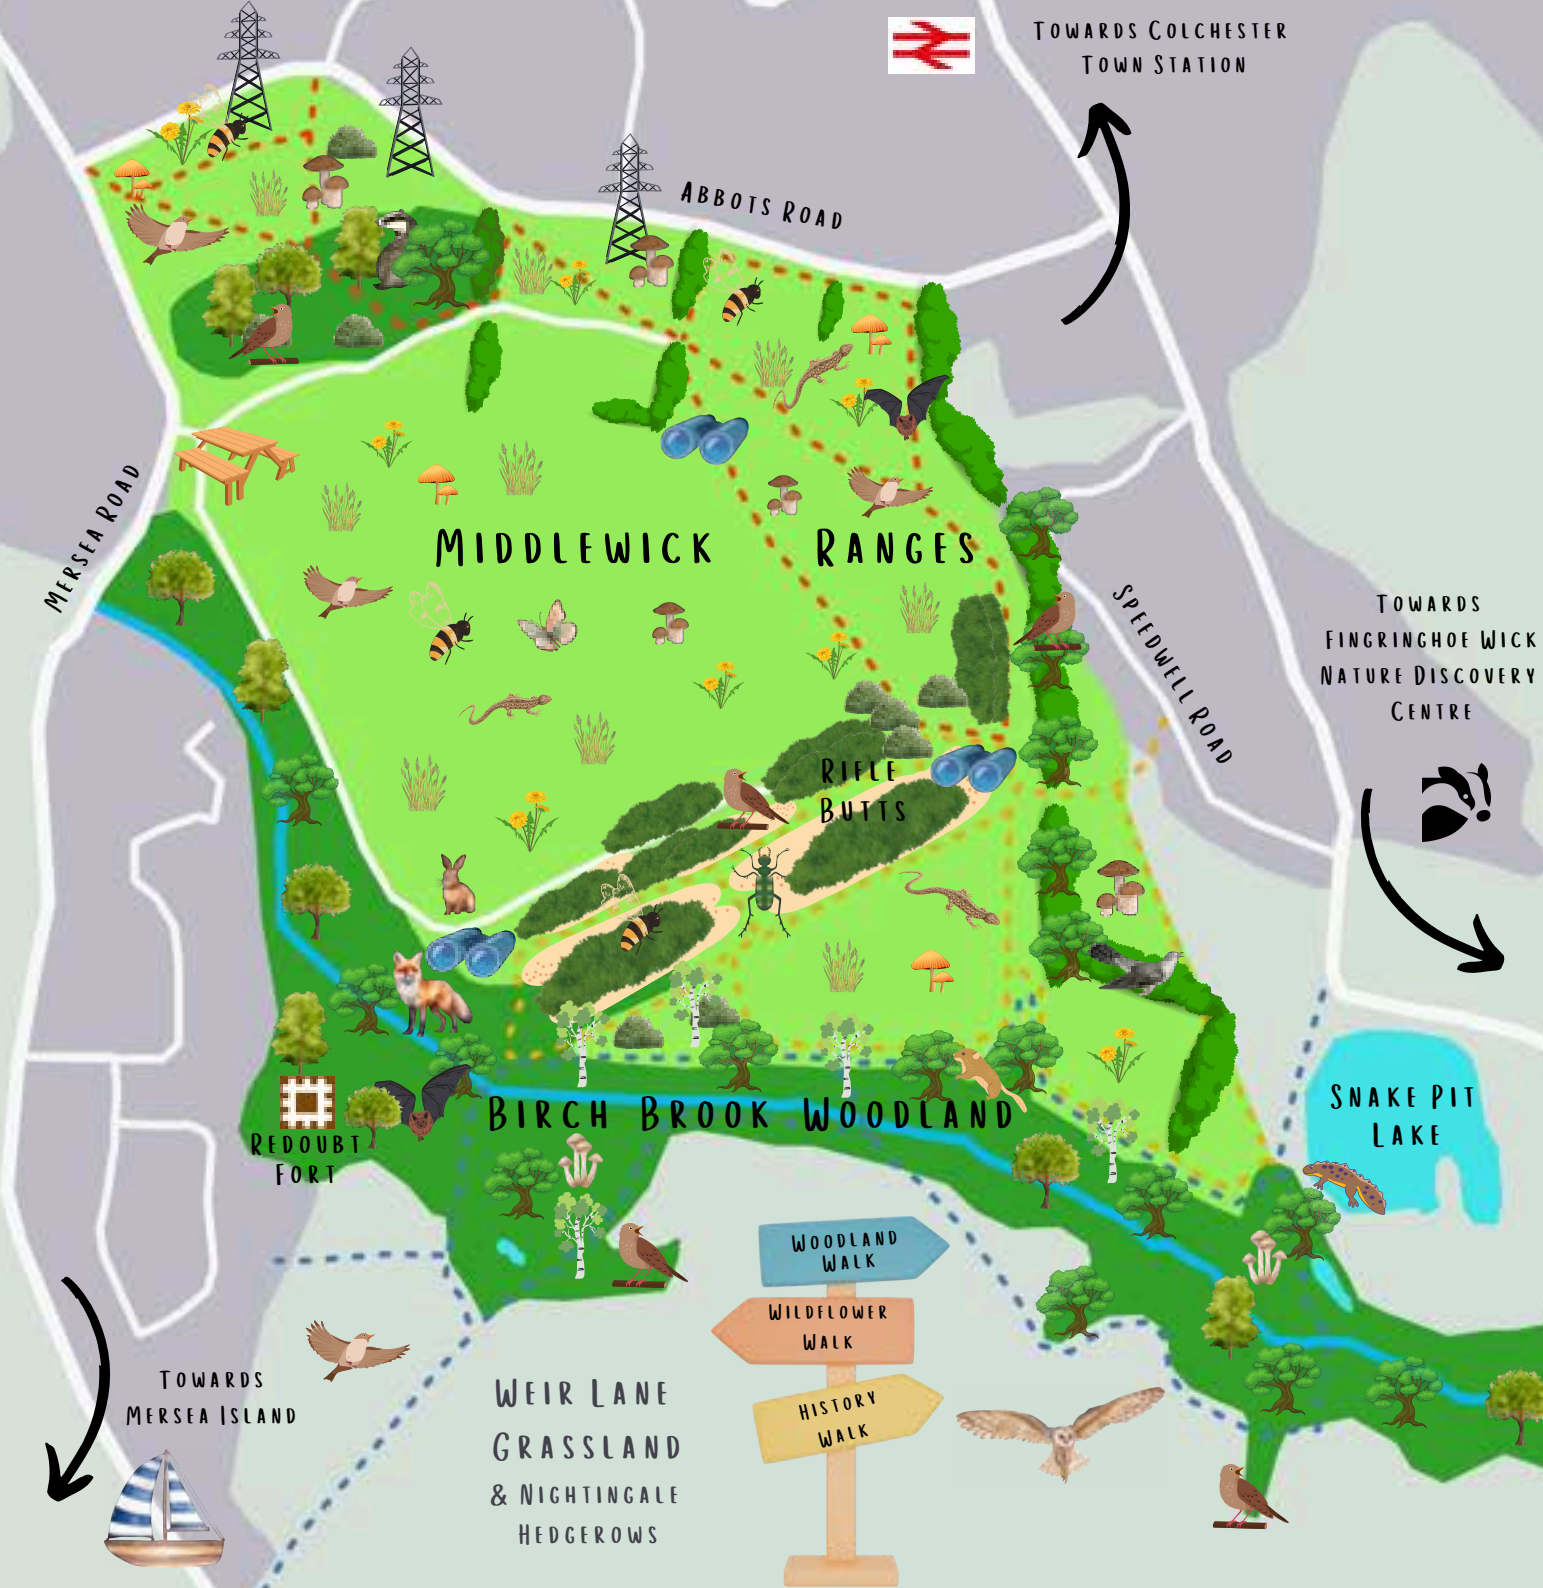 Towards Colchester
Town Station
Abbots Road
Mersea Road
Middlewick Ranges
Speedwell Road
Towards
Fingringhoe Wick
Nature Discovery
Centre
Rifle
Butts
Snake Pit
Lake
Birch Brook Woodland
Redoubt
Fort
Woodland
Walk
Wildflower
Walk
History
Walk
Towards
Mersea Island
Weir Lane
Grassland
& Nightingale
Hedgerows